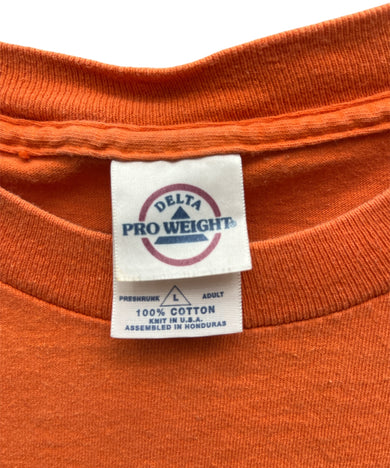 DELTA
PRO WEIGHT®
PRESHRUNK L ADULT
100% COTTON
KNIT IN U.S.A.
ASSEMBLED IN HONDURAS